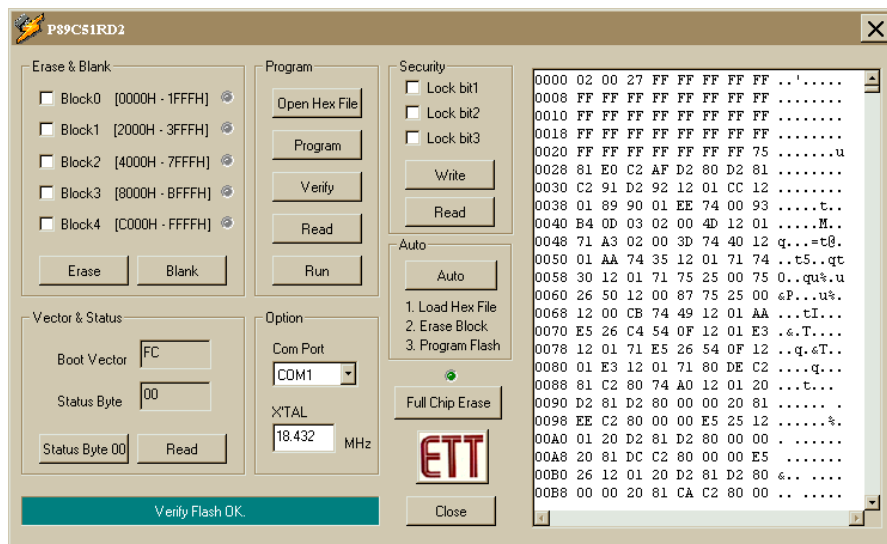 P89C51RD2
Erase & Blank
Block0 [0000H - 1FFFH]
Block1 [2000H - 3FFFH]
Block2 [4000H - 7FFFH]
Block3 [8000H - BFFFH]
Block4 [C000H - FFFFH]
Erase Blank
Vector & Status
Boot Vector FC
Status Byte 00
Status Byte 00 Read
Verify Flash OK.
Program
Open Hex File
Program
Verify
Read
Run
Option
Com Port
COM1
X'TAL
18.432 MHz
Security
Lock bit1
Lock bit2
Lock bit3
Write
Read
Auto
Auto
1. Load Hex File
2. Erase Block
3. Program Flash
Full Chip Erase
ETT
Close
0000 02 00 27 FF FF FF FF FF ..'.....
0008 FF FF FF FF FF FF FF FF ........
0010 FF FF FF FF FF FF FF FF ........
0018 FF FF FF FF FF FF FF FF ........
0020 FF FF FF FF FF FF FF 75 .......u
0028 81 E0 C2 AF D2 80 D2 81 ........
0030 C2 91 D2 92 12 01 CC 12 ........
0038 01 89 90 01 EE 74 00 93 .....t..
0040 B4 0D 03 02 00 4D 12 01 .....M..
0048 71 A3 02 00 3D 74 40 12 q...=t@.
0050 01 AA 74 35 12 01 71 74 ..t5..qt
0058 30 12 01 71 75 25 00 75 0..qu%.u
0060 26 50 12 00 87 75 25 00 &P...u%.
0068 12 00 CB 74 49 12 01 AA ...tI...
0070 E5 26 C4 54 0F 12 01 E3 .&.T....
0078 12 01 71 E5 26 54 0F 12 ..q.&T..
0080 01 E3 12 01 71 80 DE C2 ....q...
0088 81 C2 80 74 A0 12 01 20 ...t...
0090 D2 81 D2 80 00 00 20 81 ...... .
0098 EE C2 80 00 00 E5 25 12 ......%.
00A0 01 20 D2 81 D2 80 00 00 . ......
00A8 20 81 DC C2 80 00 00 E5 .......
00B0 26 12 01 20 D2 81 D2 80 &.. ....
00B8 00 00 20 81 CA C2 80 00 .. .....